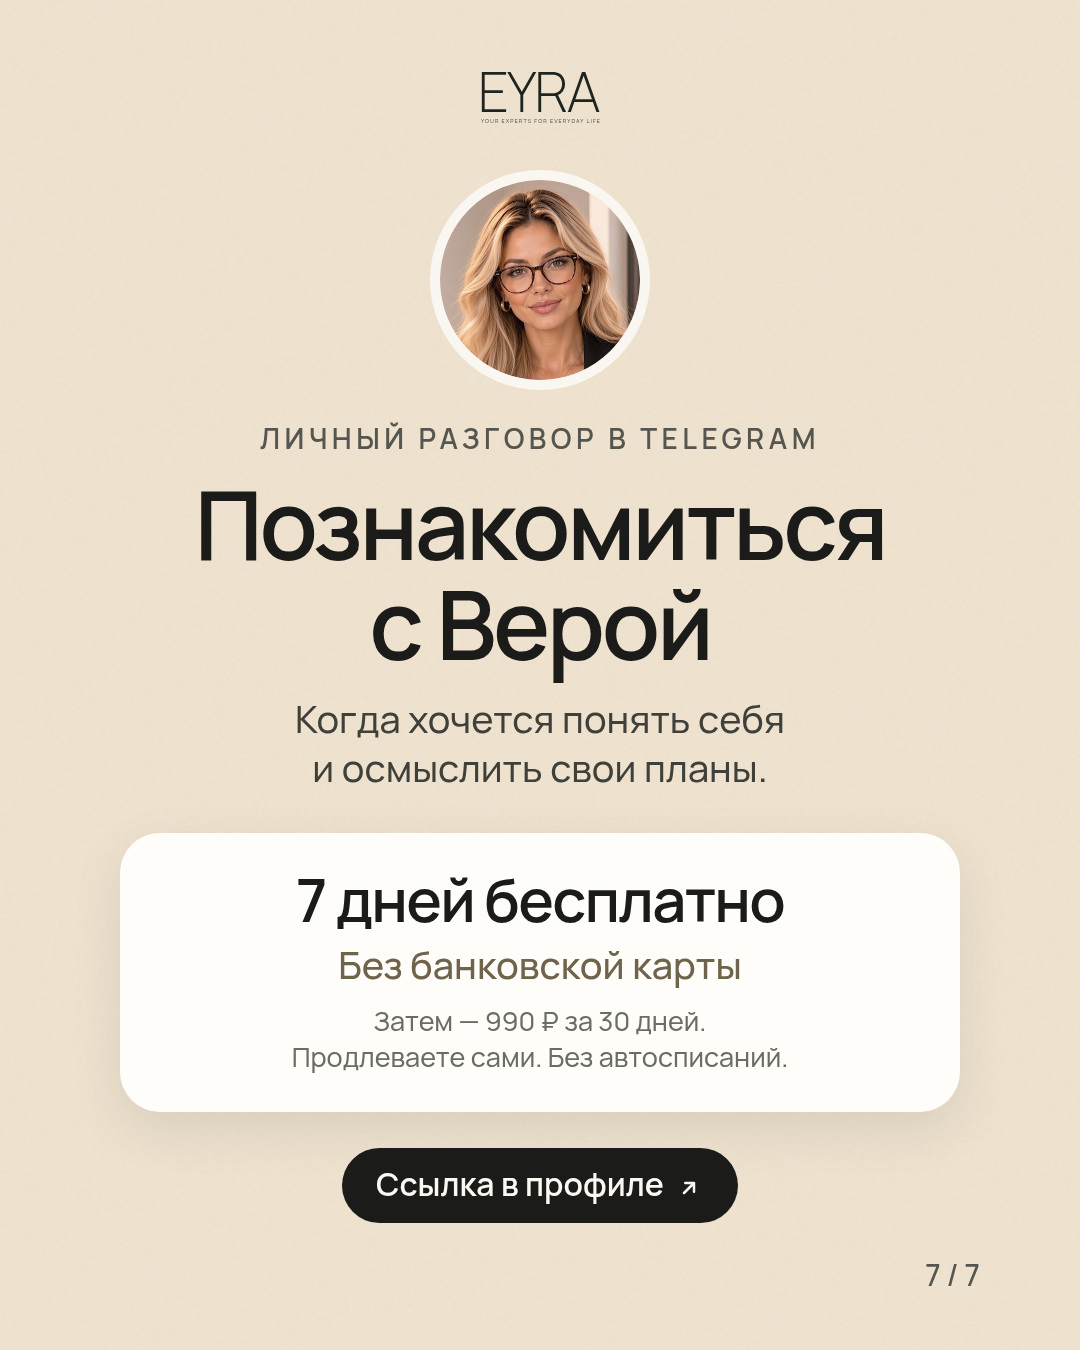 EYRA
YOUR EXPERTS FOR EVERYDAY LIFE
ЛИЧНЫЙ РАЗГОВОР В TELEGRAM
Познакомиться
с Верой
Когда хочется понять себя
и осмыслить свои планы.
7 дней бесплатно
Без банковской карты
Затем — 990 ₽ за 30 дней.
Продлеваете сами. Без автосписаний.
Ссылка в профиле ↗
7 / 7